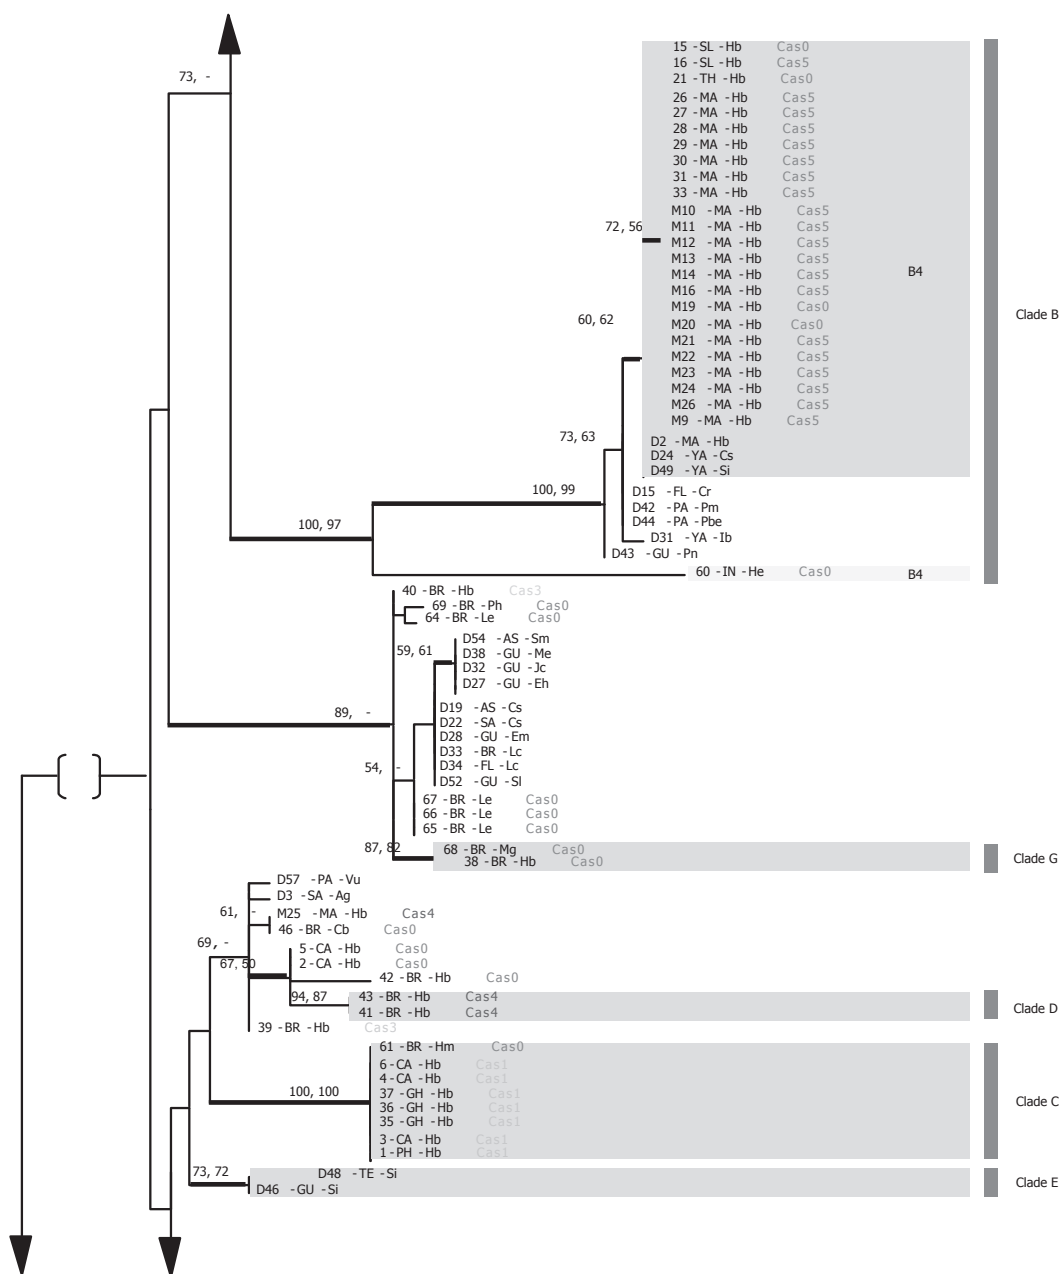 73, -
15 -SL -Hb Cas0
16 -SL -Hb Cas5
21 -TH -Hb Cas0
26 -MA -Hb Cas5
27 -MA -Hb Cas5
28 -MA -Hb Cas5
29 -MA -Hb Cas5
30 -MA -Hb Cas5
31 -MA -Hb Cas5
33 -MA -Hb Cas5
M10 -MA -Hb Cas5
72, 56
M11 -MA -Hb Cas5
M12 -MA -Hb Cas5
M13 -MA -Hb Cas5
M14 -MA -Hb Cas5
B4
M16 -MA -Hb Cas5
M19 -MA -Hb Cas0
Clade B
60, 62
M20 -MA -Hb Cas0
M21 -MA -Hb Cas5
M22 -MA -Hb Cas5
M23 -MA -Hb Cas5
M24 -MA -Hb Cas5
M26 -MA -Hb Cas5
M9 -MA -Hb Cas5
73, 63
D2 -MA -Hb
D24 -YA -Cs
D49 -YA -Si
100, 99
D15 -FL -Cr
D42 -PA -Pm
D44 -PA -Pbe
100, 97
D31 -YA -Ib
D43 -GU -Pn
60 -IN -He Cas0 B4
40 -BR -Hb Cas3
69 -BR -Ph Cas0
64 -BR -Le Cas0
59, 61
D54 -AS -Sm
D38 -GU -Me
D32 -GU -Jc
D27 -GU -Eh
89, -
D19 -AS -Cs
D22 -SA -Cs
D28 -GU -Em
D33 -BR -Lc
54, -
D34 -FL -Lc
D52 -GU -Sl
67 -BR -Le Cas0
66 -BR -Le Cas0
65 -BR -Le Cas0
87, 82
68 -BR -Mg Cas0
38 -BR -Hb Cas0
Clade G
D57 -PA -Vu
D3 -SA -Ag
61, -
M25 -MA -Hb Cas4
46 -BR -Cb Cas0
69, -
5 -CA -Hb Cas0
67, 50
2 -CA -Hb Cas0
42 -BR -Hb Cas0
94, 87
43 -BR -Hb Cas4
41 -BR -Hb Cas4
Clade D
39 -BR -Hb Cas3
61 -BR -Hm Cas0
6 -CA -Hb Cas1
4 -CA -Hb Cas1
100, 100
37 -GH -Hb Cas1
36 -GH -Hb Cas1
35 -GH -Hb Cas1
Clade C
3 -CA -Hb Cas1
1 -PH -Hb Cas1
73, 72
D48 -TE -Si
D46 -GU -Si
Clade E